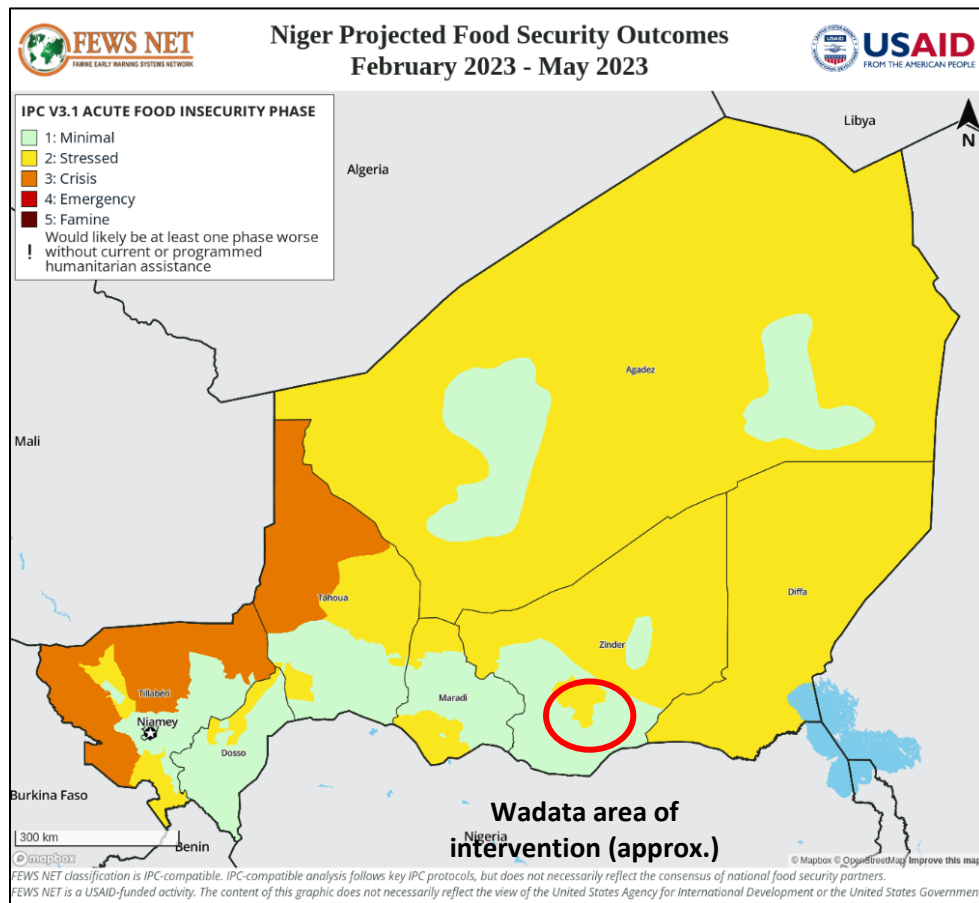 FEWS NET
FAMINE EARLY WARNING SYSTEMS NETWORK
Niger Projected Food Security Outcomes
February 2023 - May 2023
USAID
FROM THE AMERICAN PEOPLE
IPC V3.1 ACUTE FOOD INSECURITY PHASE
1: Minimal
2: Stressed
3: Crisis
4: Emergency
5: Famine
! Would likely be at least one phase worse
without current or programmed
humanitarian assistance
Libya
N
Algeria
Agadez
Mali
Diffa
Tahoua
Zinder
Tillabéri
Maradi
Niamey
Dosso
Burkina Faso
Wadata area of
intervention (approx.)
Nigeria
300 km
Benin
mapbox
© Mapbox © OpenStreetMap Improve this map
FEWS NET classification is IPC-compatible. IPC-compatible analysis follows key IPC protocols, but does not necessarily reflect the consensus of national food security partners.
FEWS NET is a USAID-funded activity. The content of this graphic does not necessarily reflect the view of the United States Agency for International Development or the United States Governmen